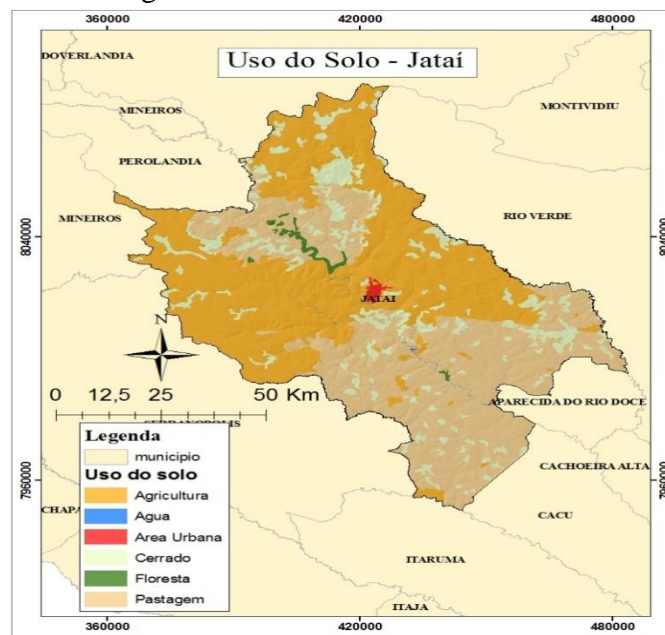 360000 420000 480000
Uso do Solo - Jataí
DOVERLANDIA
MINEIROS
MONTIVIDIU
PEROLANDIA
MINEIROS
RIO VERDE
8040000
8040000
JATAI
N
0 12,5 25 50 Km
APARECIDA DO RIO DOCE
SERRANOPOLIS
Legenda
municipio
Uso do solo
Agricultura
Agua
Area Urbana
Cerrado
Floresta
Pastagem
CACHOEIRA ALTA
7960000
7960000
CHAPA
CACU
ITARUMA
ITAJA
360000 420000 480000